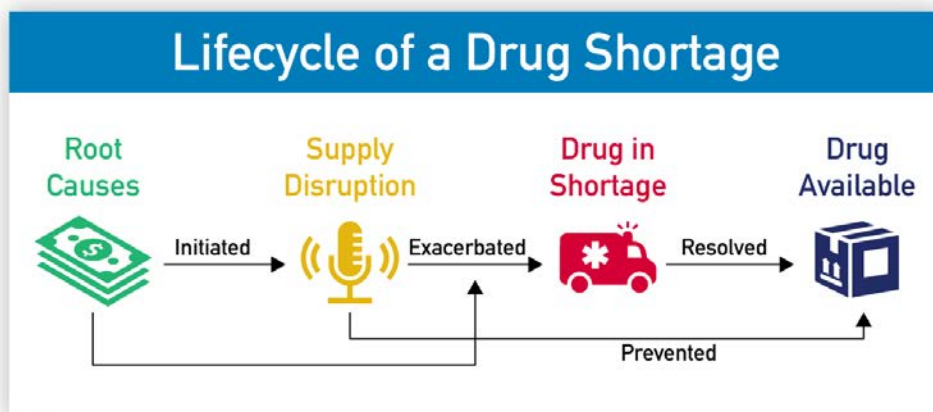 Lifecycle of a Drug Shortage
Root
Causes
Supply
Disruption
Drug in
Shortage
Drug
Available
Initiated
Exacerbated
Resolved
$
Prevented